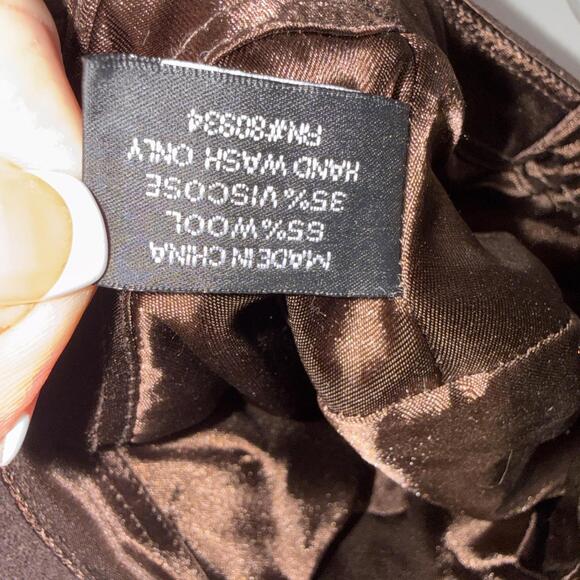 MADE IN CHINA
65%WOOL
35%VISCOSE
HAND WASH ONLY
RN#80934